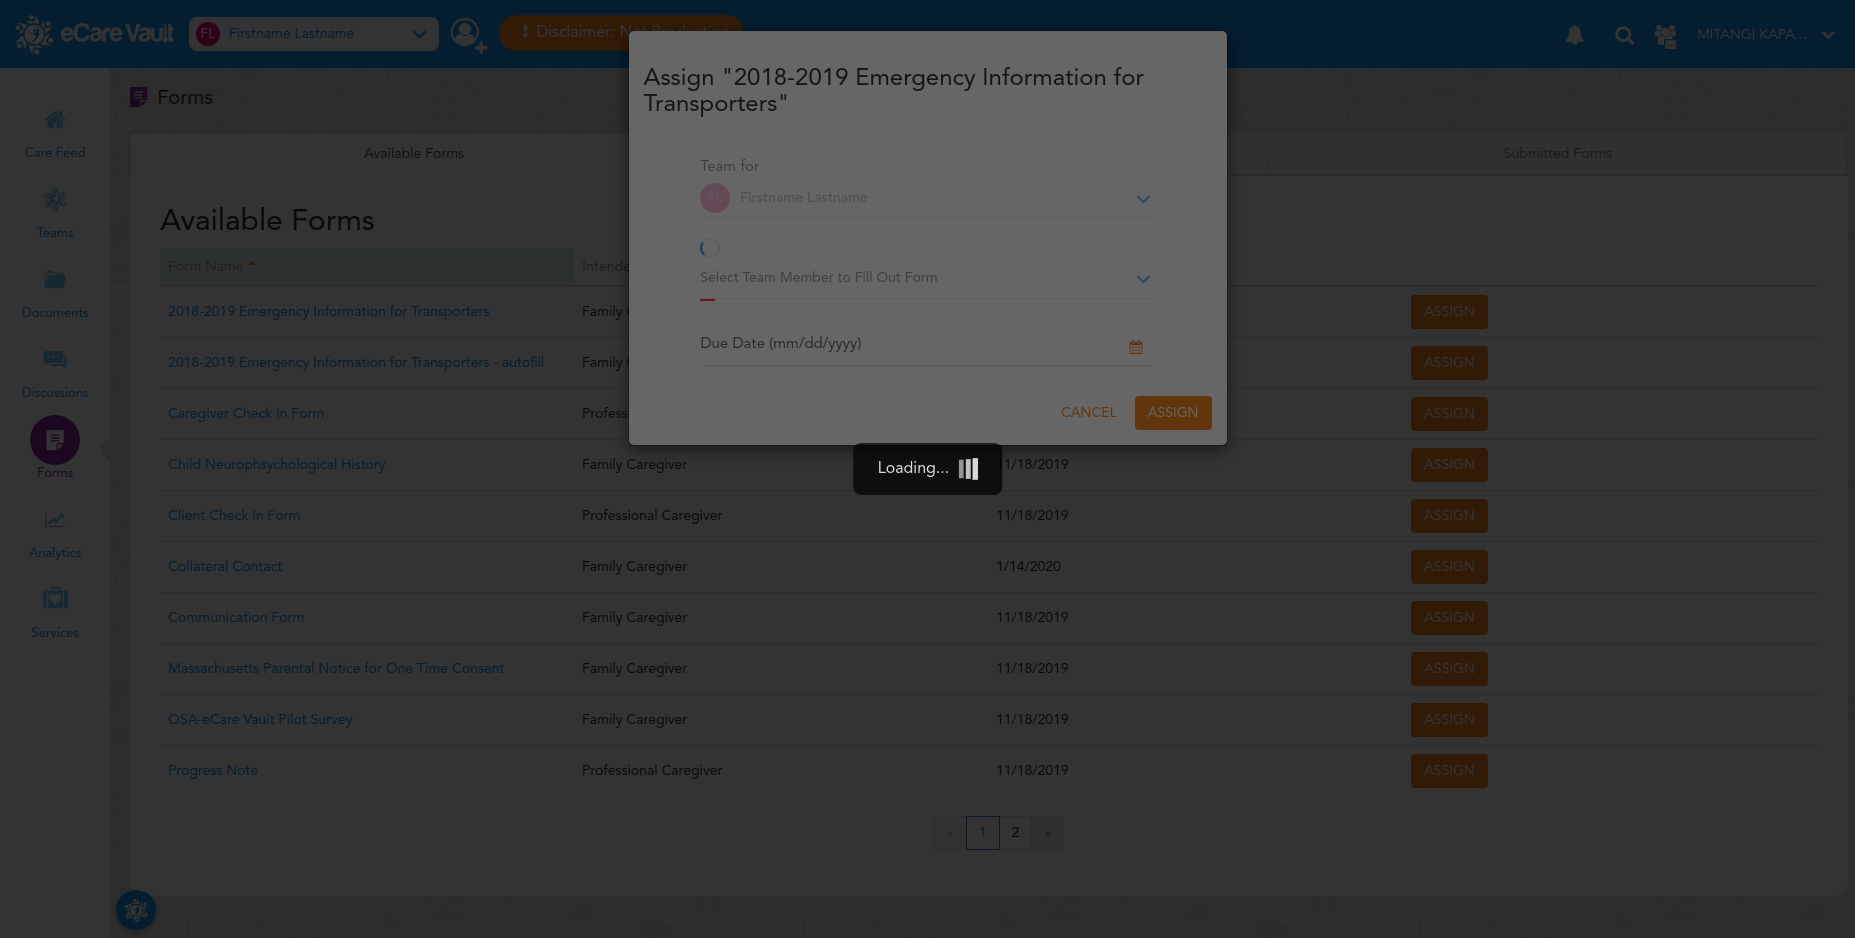 eCare Vault
FL Firstname Lastname
! Disclaimer: Not Production
MITANGI KAPA...
Care Feed
Teams
Documents
Discussions
Forms
Analytics
Services
Forms
Available Forms
Submitted Forms
Available Forms
Form Name
2018-2019 Emergency Information for Transporters Family ASSIGN
2018-2019 Emergency Information for Transporters - autofill Family ASSIGN
Caregiver Check In Form ASSIGN
Child Neurophsychological History Family Caregiver 11/18/2019 ASSIGN
Client Check In Form Professional Caregiver 11/18/2019 ASSIGN
Collateral Contact Family Caregiver 1/14/2020 ASSIGN
Communication Form Family Caregiver 11/18/2019 ASSIGN
Massachusetts Parental Notice for One Time Consent Family Caregiver 11/18/2019 ASSIGN
OSA-eCare Vault Pilot Survey Family Caregiver 11/18/2019 ASSIGN
Progress Note Professional Caregiver 11/18/2019 ASSIGN
« 1 2 »
Assign "2018-2019 Emergency Information for
Transporters"
Team for
FL Firstname Lastname
Select Team Member to Fill Out Form
Due Date (mm/dd/yyyy)
CANCEL ASSIGN
Loading...